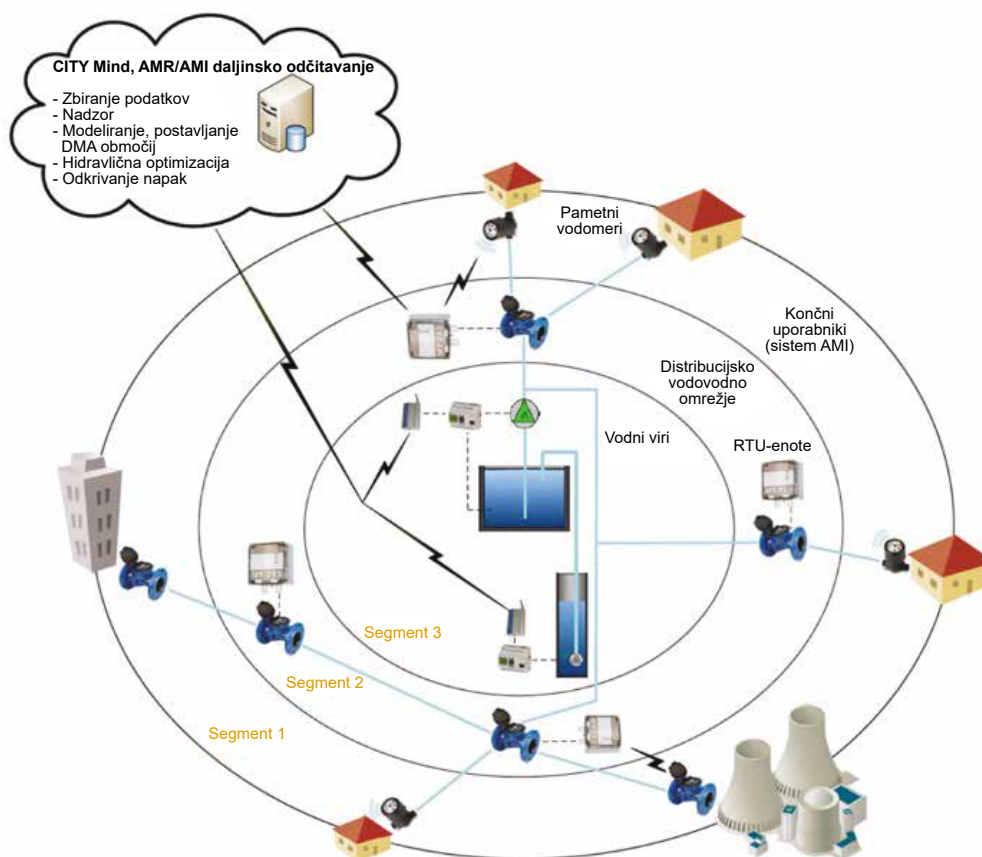 CITY Mind, AMR/AMI daljinsko odčitavanje
- Zbiranje podatkov
- Nadzor
- Modeliranje, postavljanje
DMA območij
- Hidravlična optimizacija
- Odkrivanje napak
Pametni
vodomeri
Končni
uporabniki
(sistem AMI)
Distribucijsko
vodovodno
omrežje
Vodni viri
RTU-enote
Segment 3
Segment 2
Segment 1